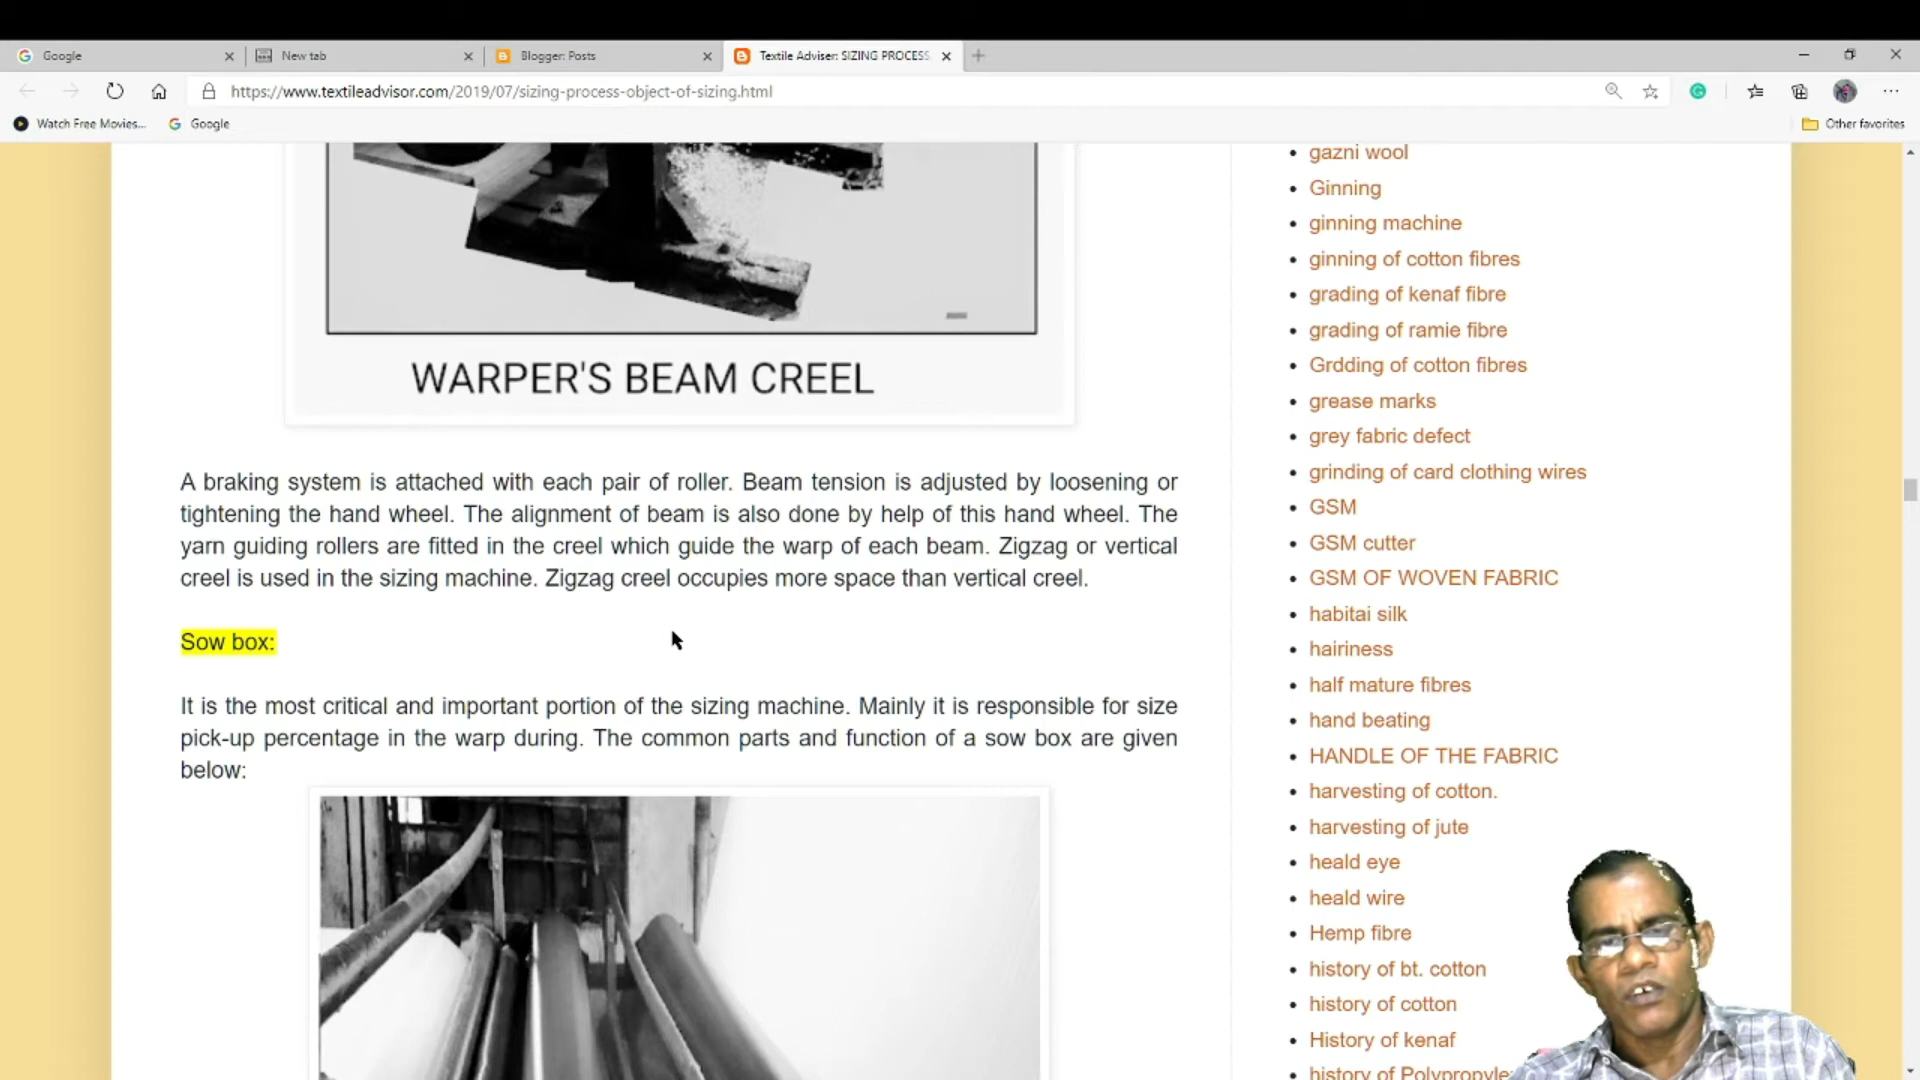 Google
New tab
Blogger: Posts
Textile Adviser: SIZING PROCESS
https://www.textileadvisor.com/2019/07/sizing-process-object-of-sizing.html
Watch Free Movies...
Google
Other favorites
WARPER'S BEAM CREEL
A braking system is attached with each pair of roller. Beam tension is adjusted by loosening or
tightening the hand wheel. The alignment of beam is also done by help of this hand wheel. The
yarn guiding rollers are fitted in the creel which guide the warp of each beam. Zigzag or vertical
creel is used in the sizing machine. Zigzag creel occupies more space than vertical creel.
Sow box:
It is the most critical and important portion of the sizing machine. Mainly it is responsible for size
pick-up percentage in the warp during. The common parts and function of a sow box are given
below:
gazni wool
Ginning
ginning machine
ginning of cotton fibres
grading of kenaf fibre
grading of ramie fibre
Grdding of cotton fibres
grease marks
grey fabric defect
grinding of card clothing wires
GSM
GSM cutter
GSM OF WOVEN FABRIC
habitai silk
hairiness
half mature fibres
hand beating
HANDLE OF THE FABRIC
harvesting of cotton.
harvesting of jute
heald eye
heald wire
Hemp fibre
history of bt. cotton
history of cotton
History of kenaf
history of